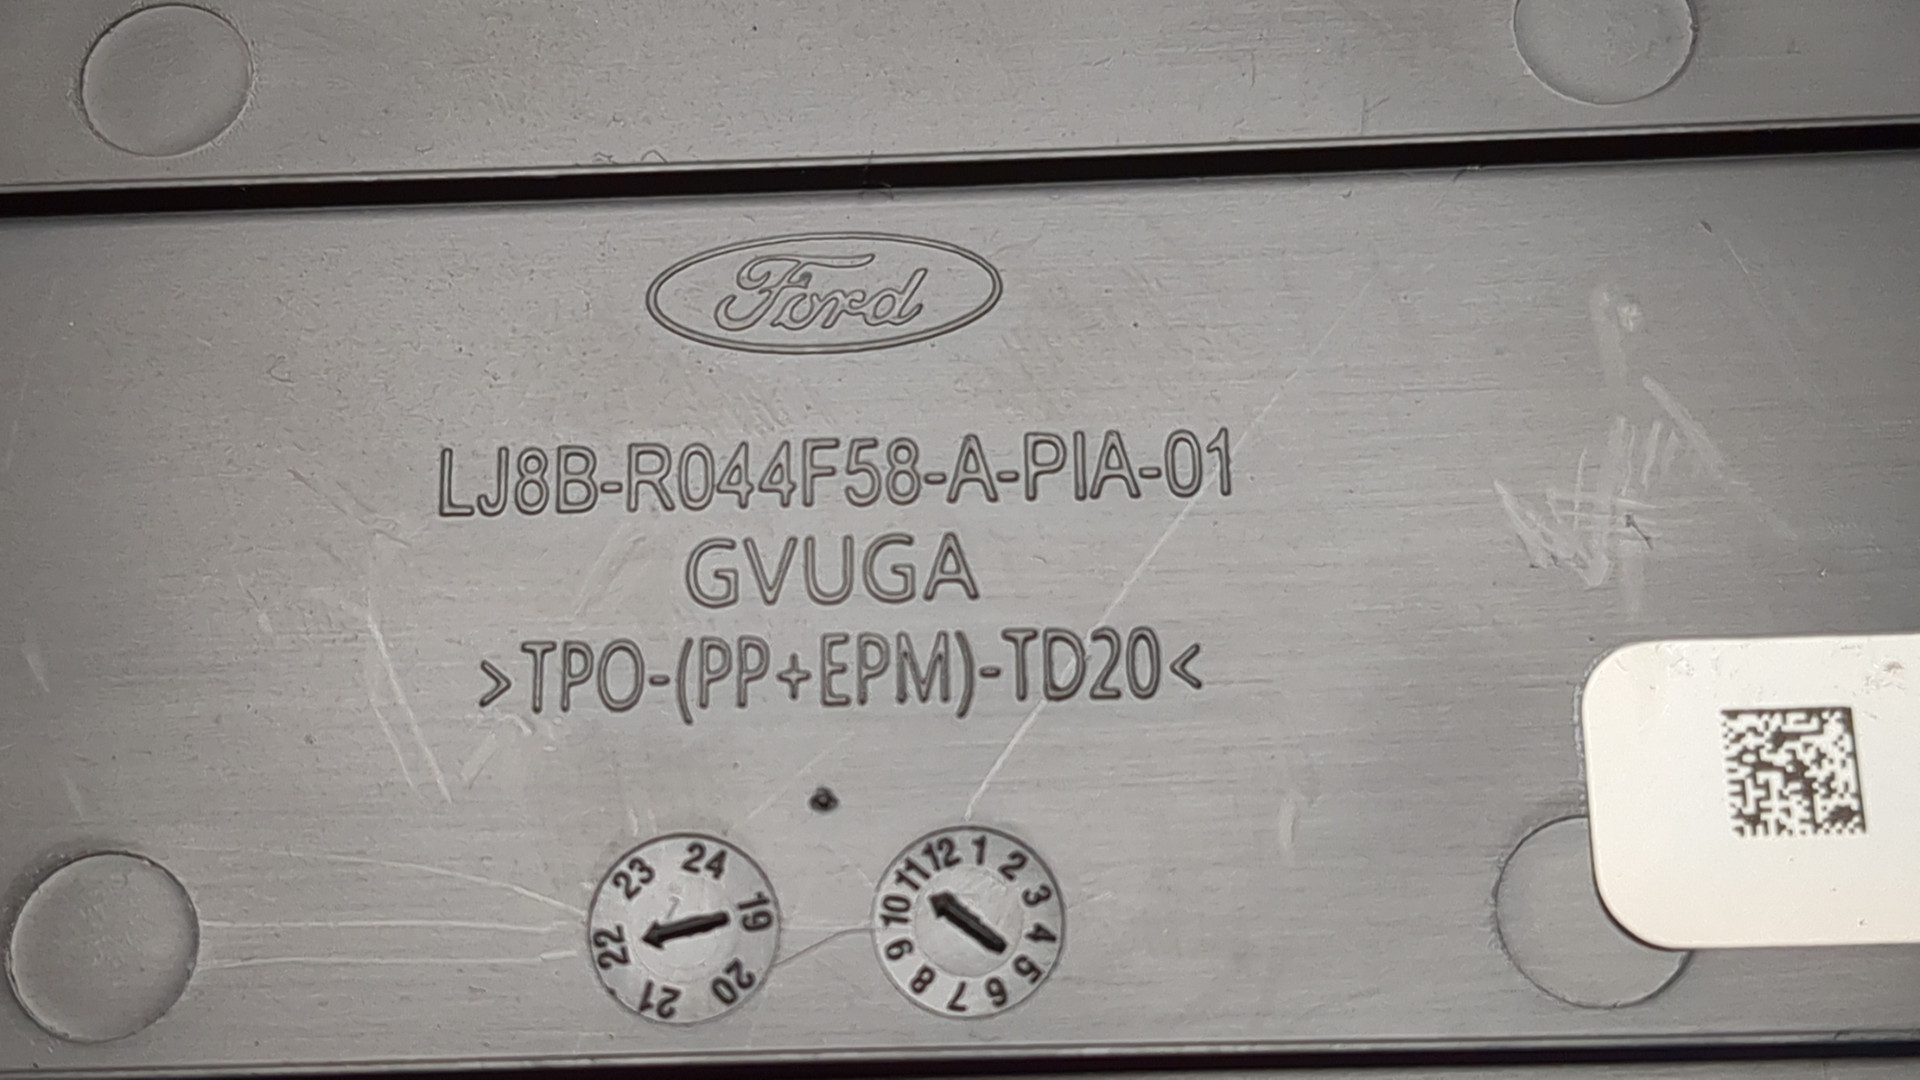 Ford
LJ8B-R044F58-A-PIA-01
GVUGA
>TPO-(PP+EPM)-TD20<
19 20 21 22 23 24
1 2 3 4 5 6 7 8 9 10 11 12